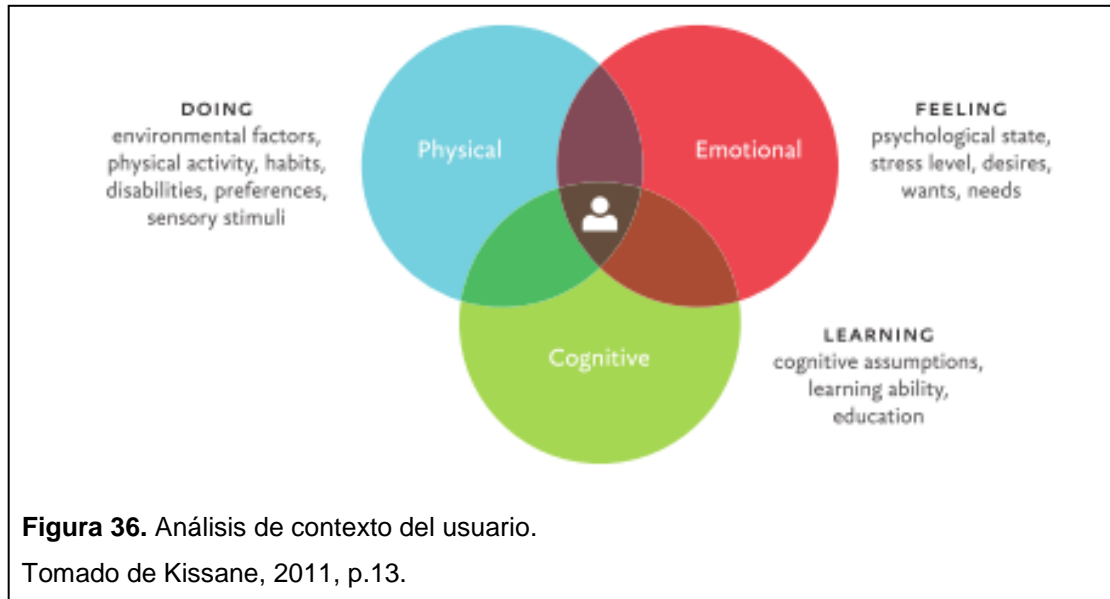 DOING
environmental factors,
physical activity, habits,
disabilities, preferences,
sensory stimuli
Physical
Emotional
FEELING
psychological state,
stress level, desires,
wants, needs
Cognitive
LEARNING
cognitive assumptions,
learning ability,
education
Figura 36. Análisis de contexto del usuario.
Tomado de Kissane, 2011, p.13.